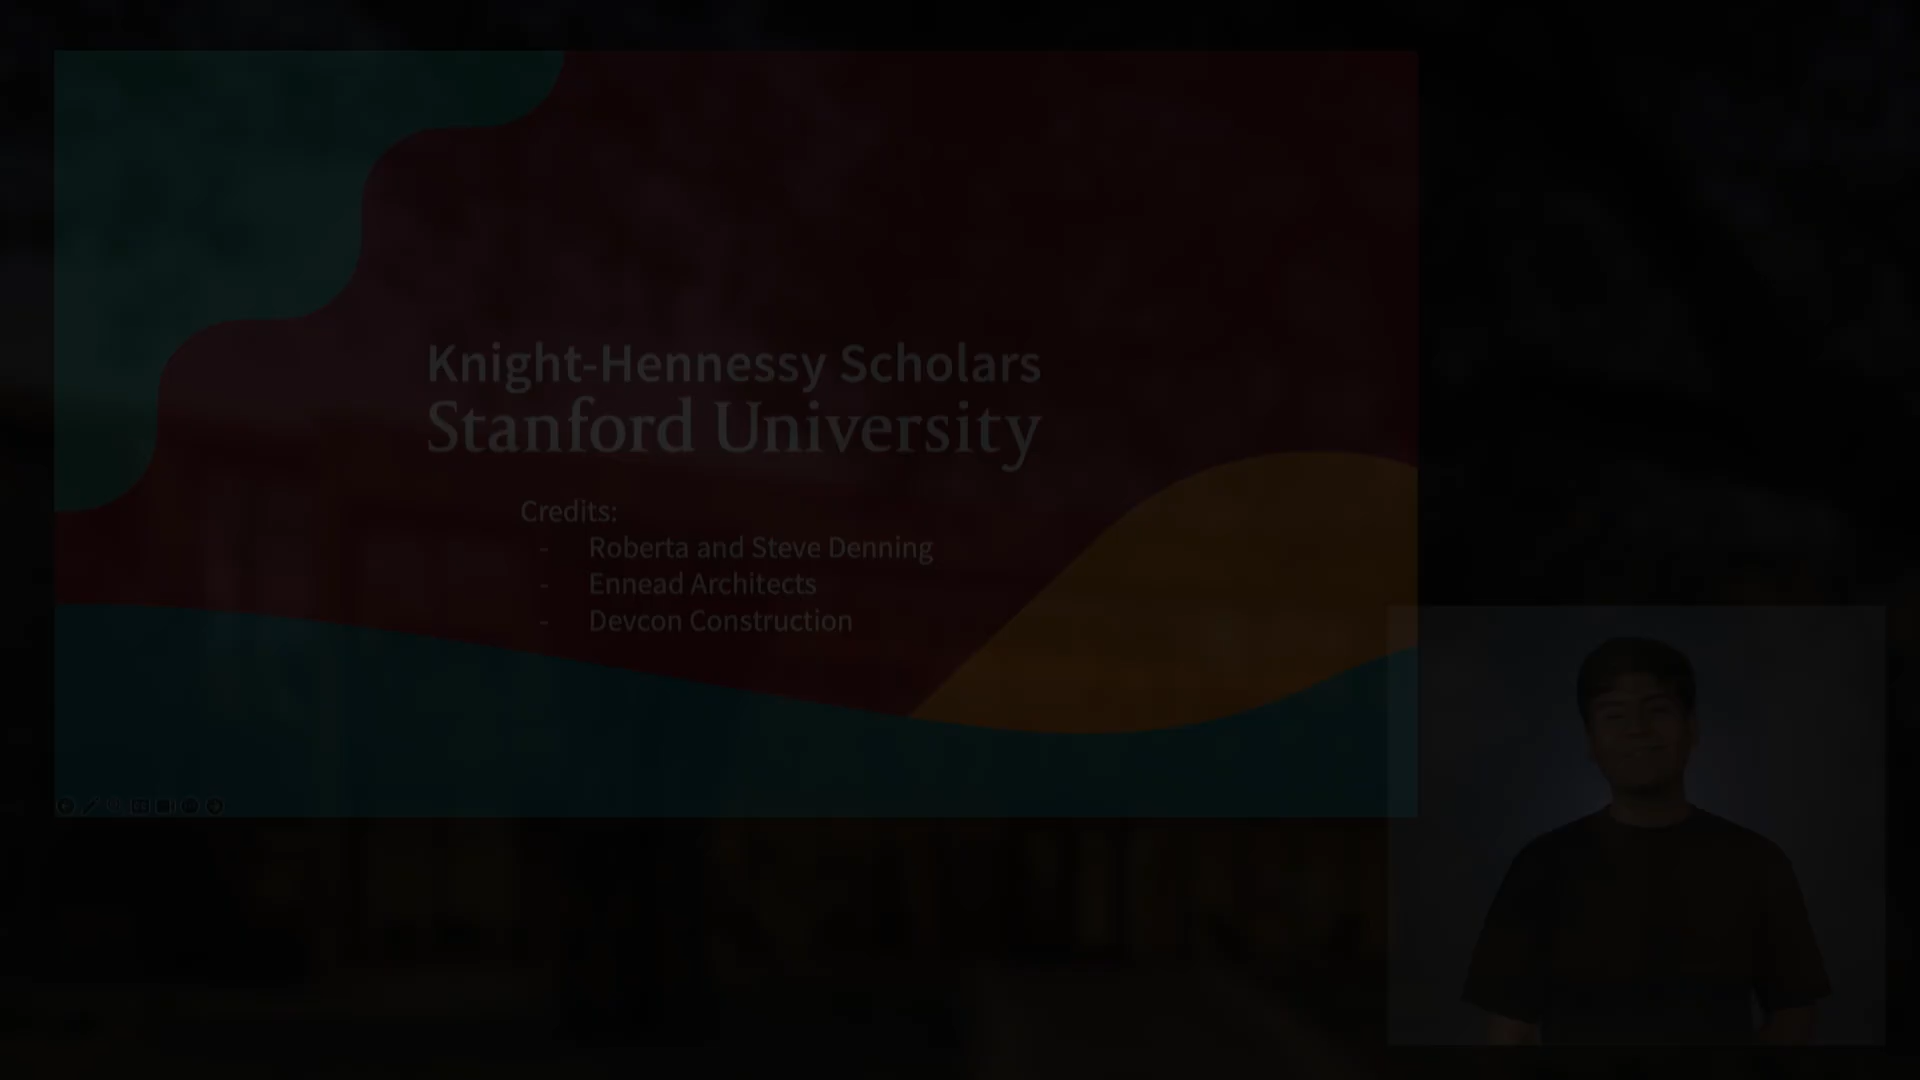 Knight-Hennessy Scholars
Stanford University
Credits:
- Roberta and Steve Denning
- Ennead Architects
- Devcon Construction